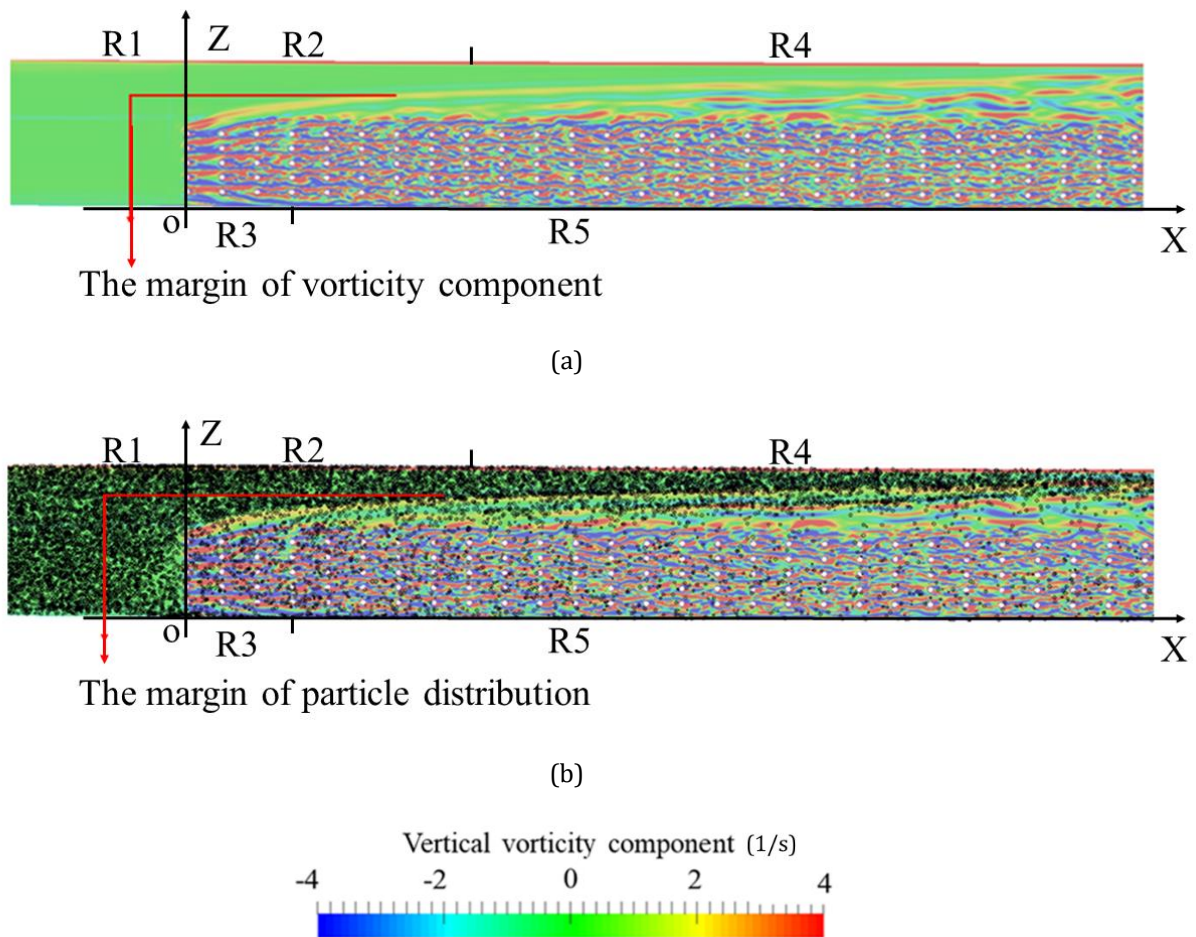 R1 Z R2 R4
o R3 R5 X
The margin of vorticity component
(a)
R1 Z R2 R4
o R3 R5 X
The margin of particle distribution
(b)
Vertical vorticity component (1/s)
-4 -2 0 2 4